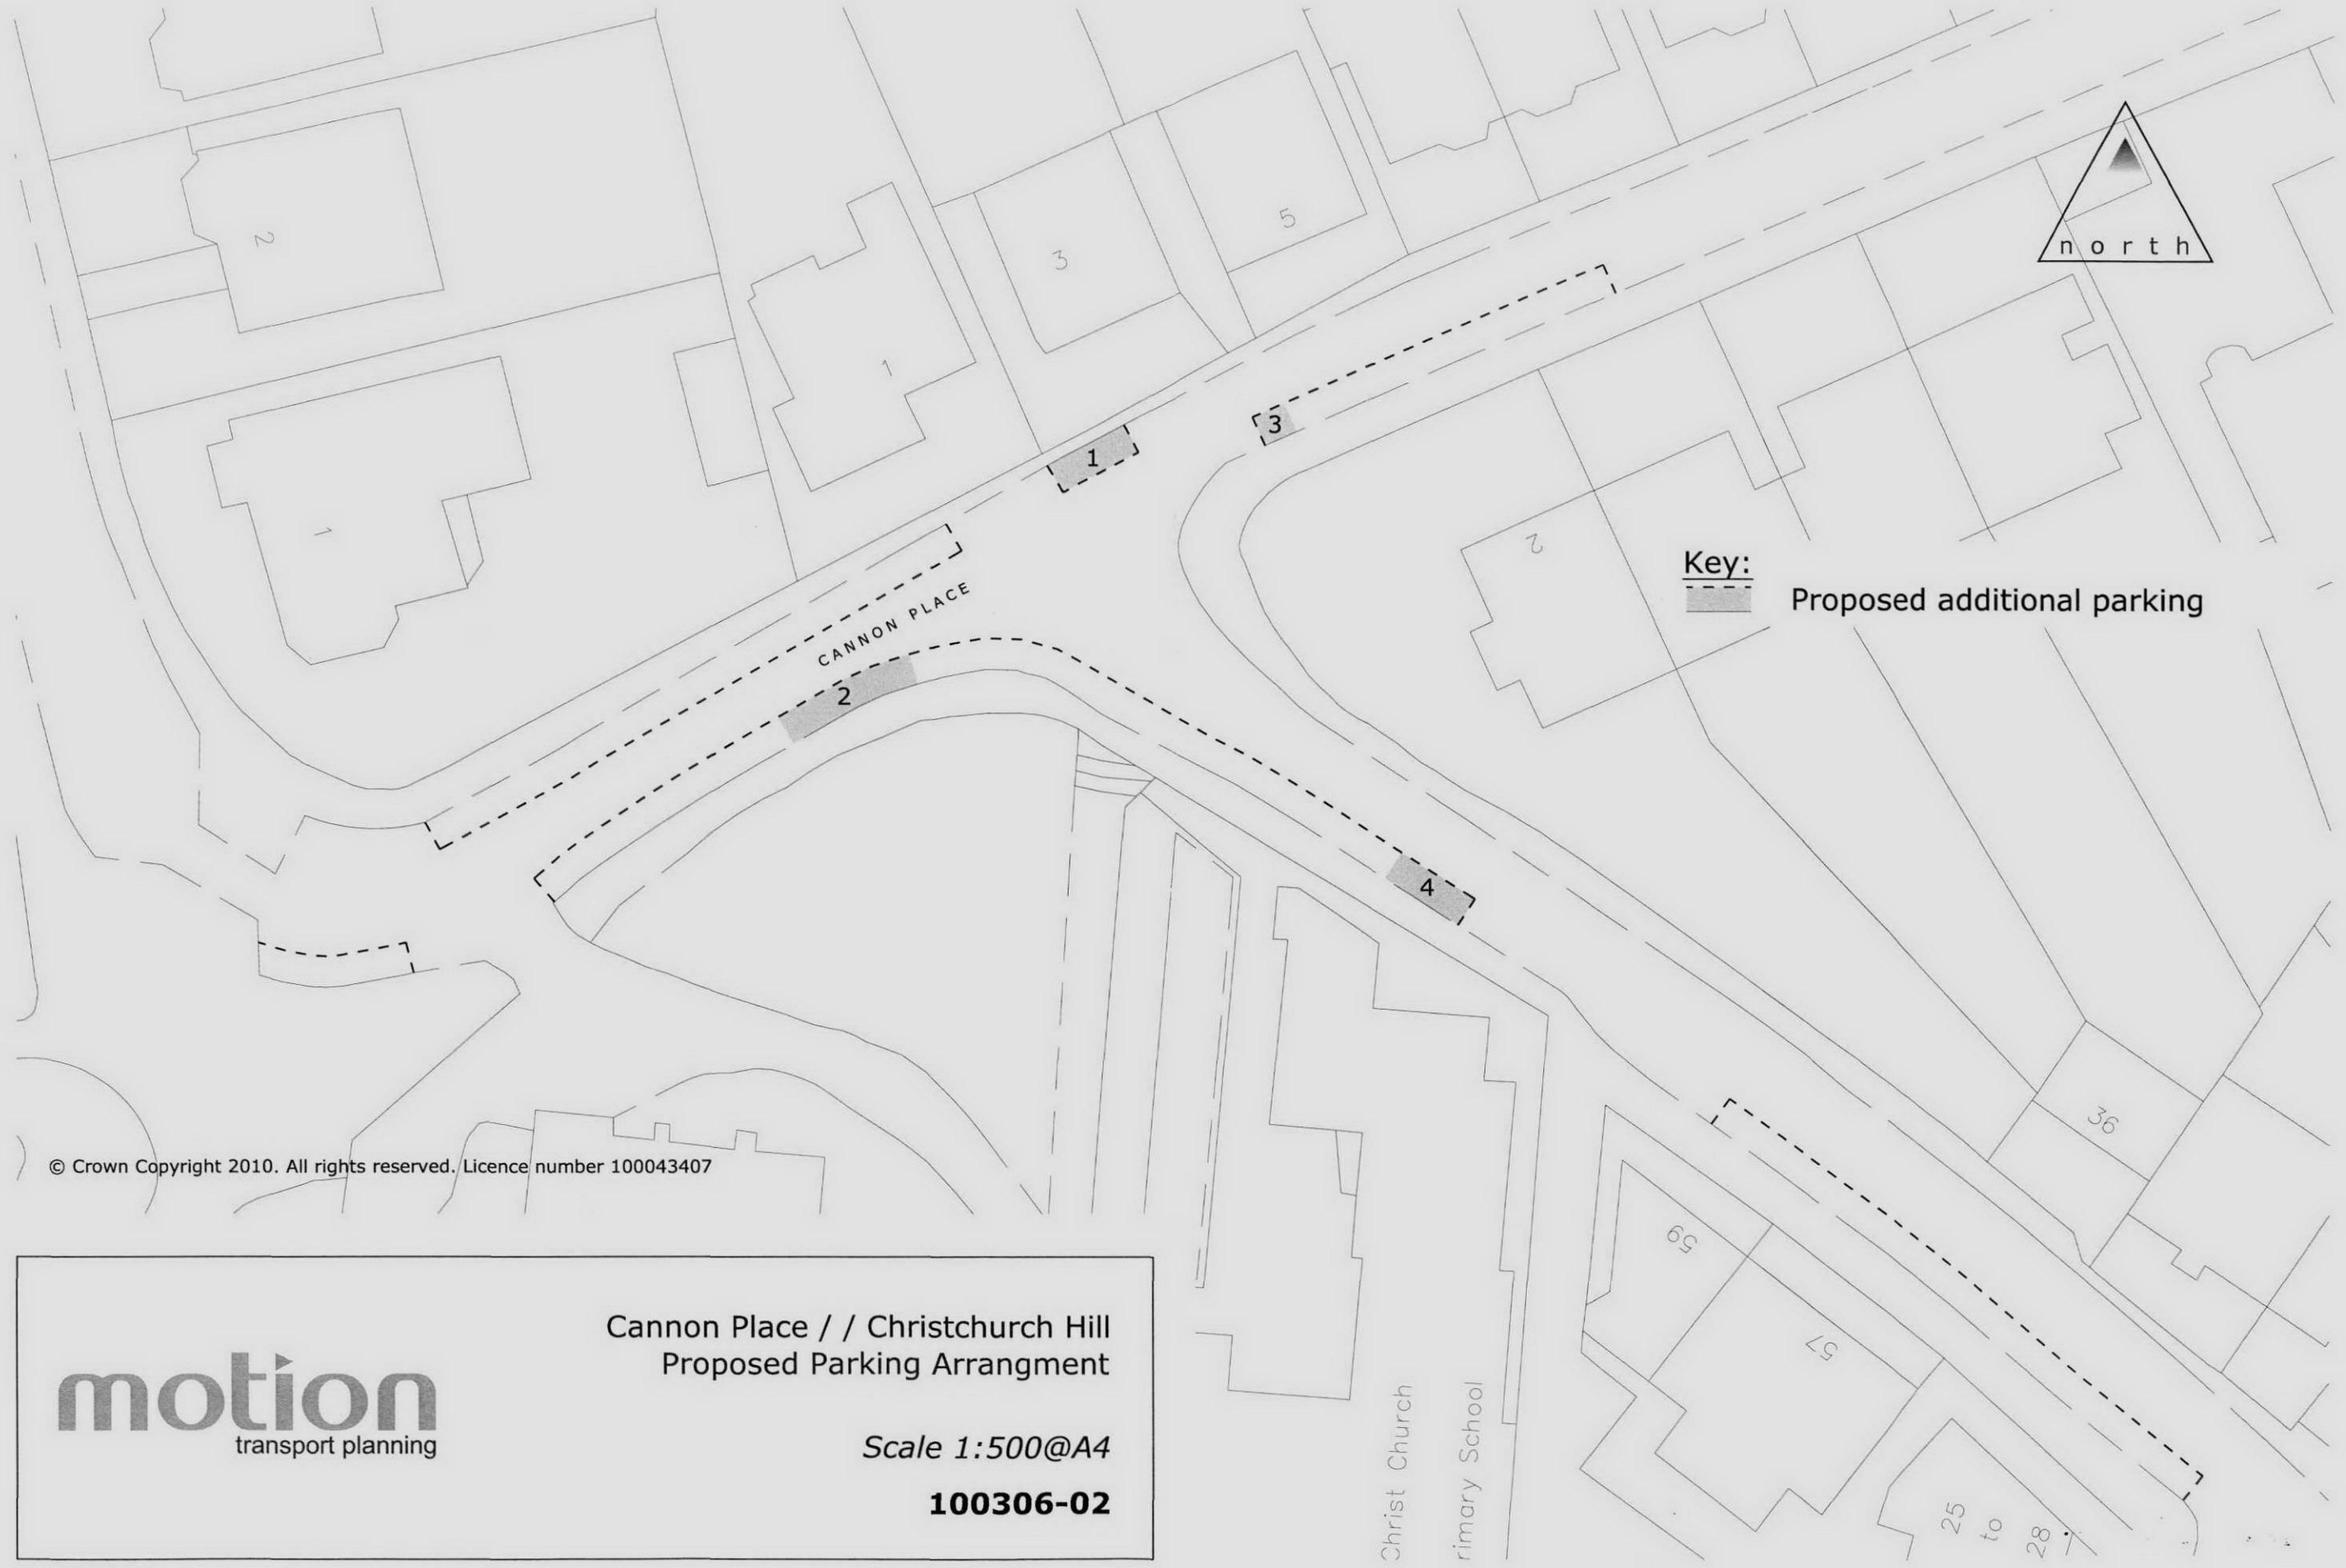 2
3
5
1
1
north
1
3
2
CANNON PLACE
2
4
Key:
Proposed additional parking
36
59
57
25
to
28
Christ Church
rimary School
© Crown Copyright 2010. All rights reserved. Licence number 100043407
motion
transport planning
Cannon Place / / Christchurch Hill
Proposed Parking Arrangment
Scale 1:500@A4
100306-02